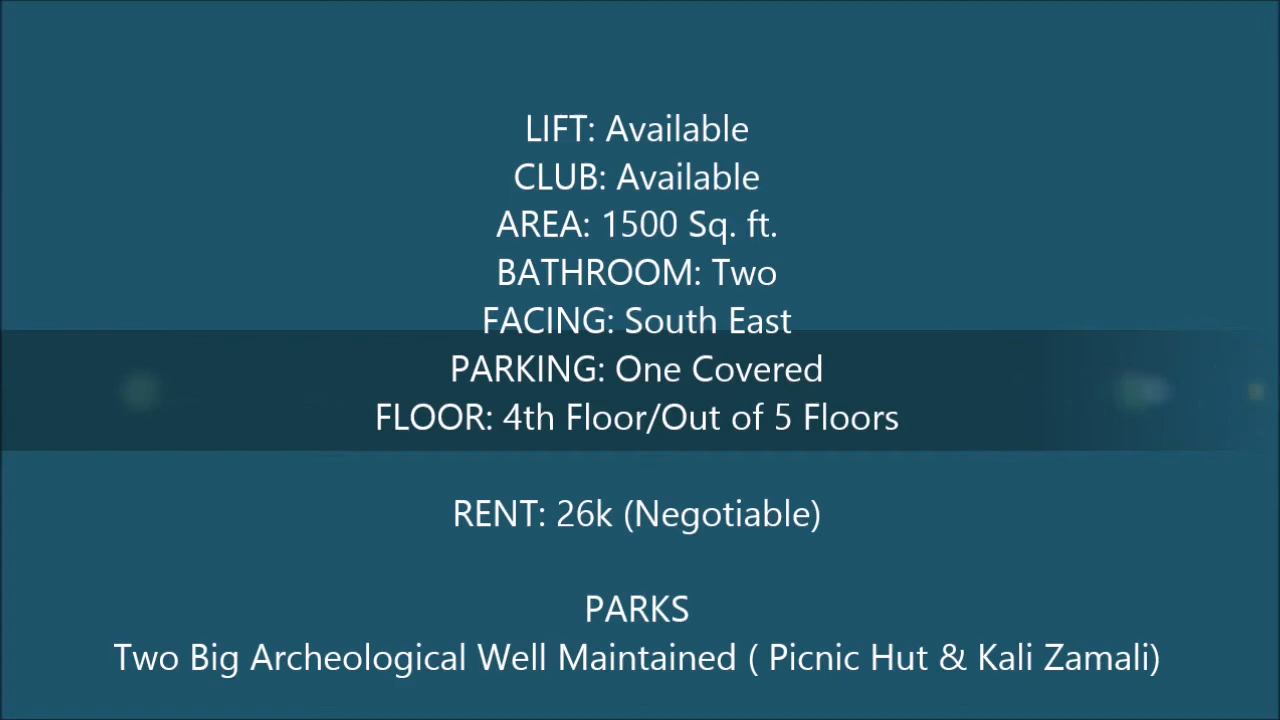 LIFT: Available
CLUB: Available
AREA: 1500 Sq. ft.
BATHROOM: Two
FACING: South East
PARKING: One Covered
FLOOR: 4th Floor/Out of 5 Floors
RENT: 26k (Negotiable)
PARKS
Two Big Archeological Well Maintained ( Picnic Hut & Kali Zamali)